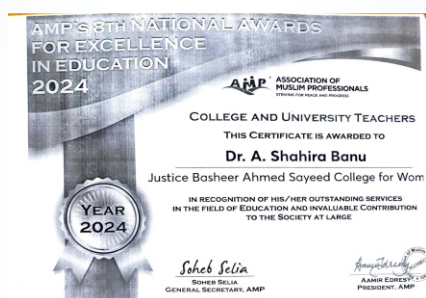 AMP'S 8TH NATIONAL AWARDS
FOR EXCELLENCE
IN EDUCATION
2024
AMP ASSOCIATION OF
MUSLIM PROFESSIONALS
STRIVING FOR PEACE AND PROGRESS
COLLEGE AND UNIVERSITY TEACHERS
THIS CERTIFICATE IS AWARDED TO
Dr. A. Shahira Banu
Justice Basheer Ahmed Sayeed College for Wom
IN RECOGNITION OF HIS/HER OUTSTANDING SERVICES
IN THE FIELD OF EDUCATION AND INVALUABLE CONTRIBUTION
TO THE SOCIETY AT LARGE
YEAR
2024
Soheb Selia
SOHEB SELIA
GENERAL SECRETARY, AMP
AAMIR EDRESY
PRESIDENT, AMP